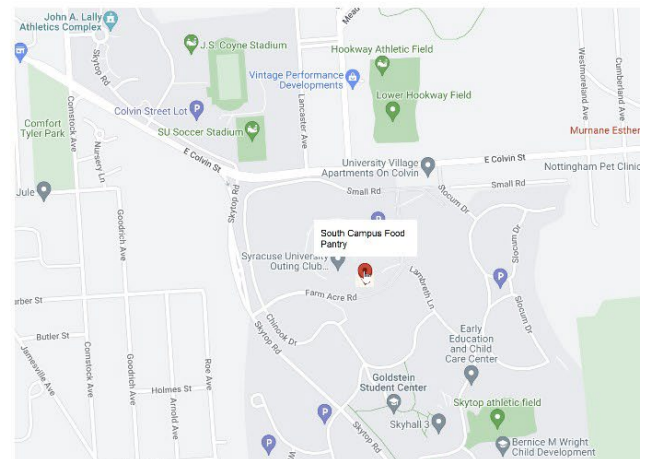 John A. Lally
Athletics Complex
J.S. Coyne Stadium
Hookway Athletic Field
Vintage Performance
Developments
Lower Hookway Field
Colvin Street Lot
SU Soccer Stadium
Comfort
Tyler Park
Skytop Rd
Comstock Ave
Nursery Ln
Lancaster Ave
Westmoreland Ave
Cumberland Ave
Murnane Esther
E Colvin St
E Colvin St
University Village
Apartments On Colvin
Nottingham Pet Clinic
Jule
Goodrich Ave
Skytop Rd
Small Rd
Small Rd
Slocum Dr
Slocum Dr
South Campus Food
Pantry
Syracuse University
Outing Club...
Lambreth Ln
Farm Acre Rd
Slocum Dr
Chinook Dr
Skytop Rd
Butler St
Jamesville Ave
Comstock Ave
Goodrich Ave
Holmes St
Arnold Ave
Roe Ave
Early
Education
and Child
Care Center
Goldstein
Student Center
Skyhall 3
Skytop athletic field
Skytop Rd
Bernice M Wright
Child Development